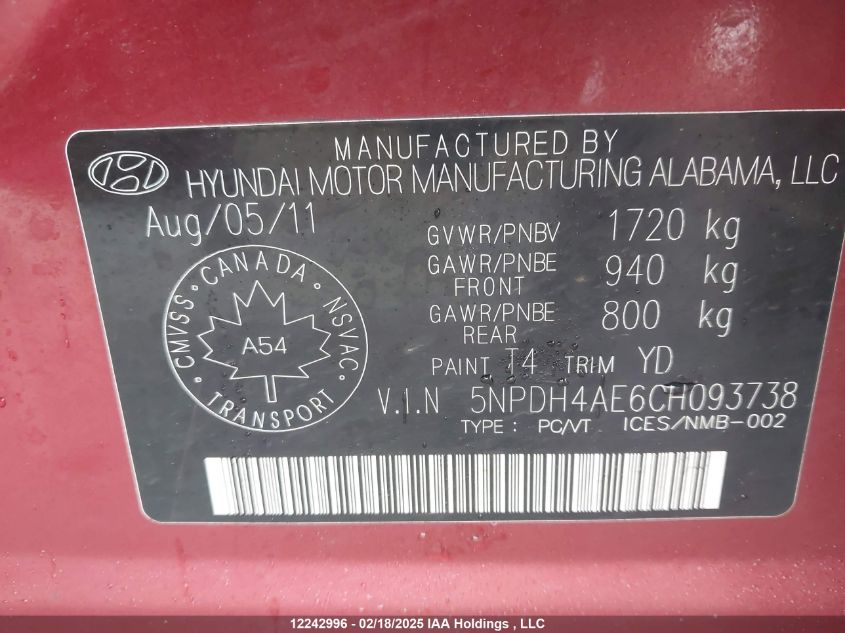 MANUFACTURED BY
HYUNDAI MOTOR MANUFACTURING ALABAMA, LLC
Aug/05/11
GVWR/PNBV 1720 kg
GAWR/PNBE FRONT 940 kg
GAWR/PNBE REAR 800 kg
PAINT T4 TRIM YD
V.I.N 5NPDH4AE6CH093738
TYPE: PC/VT ICES/NMB-002
CANADA
CMVSS NSVAC
A54
TRANSPORT
12242996 - 02/18/2025 IAA Holdings , LLC